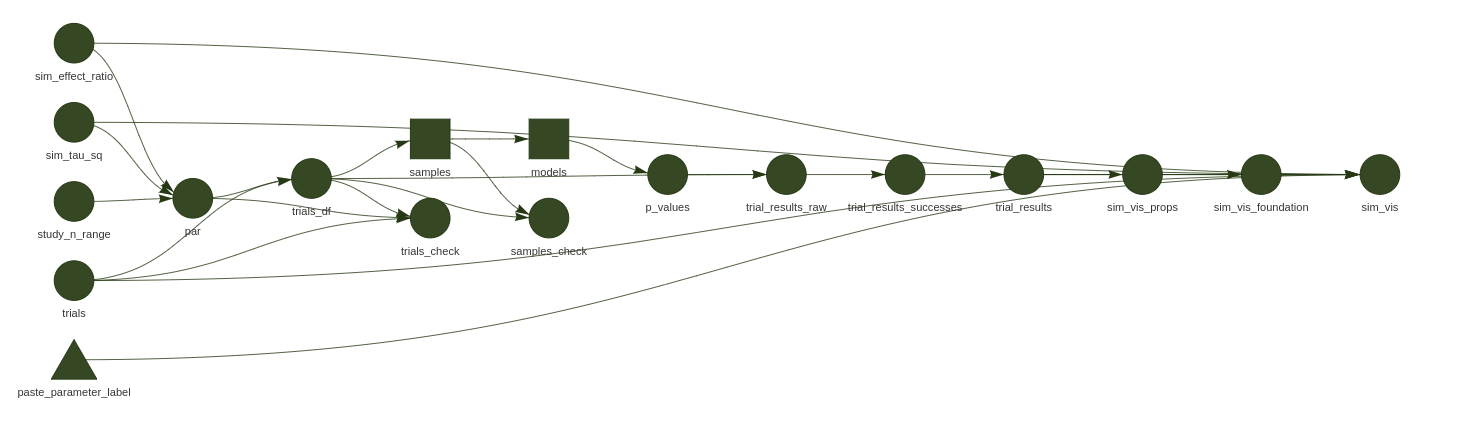 sim_effect_ratio
sim_tau_sq
study_n_range
trials
paste_parameter_label
par
trials_df
samples
trials_check
models
samples_check
p_values
trial_results_raw
trial_results_successes
trial_results
sim_vis_props
sim_vis_foundation
sim_vis